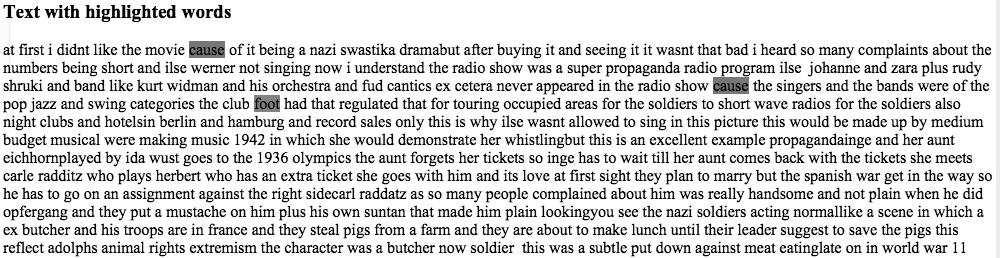 Text with highlighted words
at first i didnt like the movie cause of it being a nazi swastika dramabut after buying it and seeing it it wasnt that bad i heard so many complaints about the
numbers being short and ilse werner not singing now i understand the radio show was a super propaganda radio program ilse  johanne and zara plus rudy
shruki and band like kurt widman and his orchestra and fud cantics ex cetera never appeared in the radio show cause the singers and the bands were of the
pop jazz and swing categories the club foot had that regulated that for touring occupied areas for the soldiers to short wave radios for the soldiers also
night clubs and hotelsin berlin and hamburg and record sales only this is why ilse wasnt allowed to sing in this picture this would be made up by medium
budget musical were making music 1942 in which she would demonstrate her whistlingbut this is an excellent example propagandainge and her aunt
eichhornplayed by ida wust goes to the 1936 olympics the aunt forgets her tickets so inge has to wait till her aunt comes back with the tickets she meets
carle radditz who plays herbert who has an extra ticket she goes with him and its love at first sight they plan to marry but the spanish war get in the way so
he has to go on an assignment against the right sidecarl raddatz as so many people complained about him was really handsome and not plain when he did
opfergang and they put a mustache on him plus his own suntan that made him plain lookingyou see the nazi soldiers acting normallike a scene in which a
ex butcher and his troops are in france and they steal pigs from a farm and they are about to make lunch until their leader suggest to save the pigs this
reflect adolphs animal rights extremism the character was a butcher now soldier  this was a subtle put down against meat eatinglate on in world war 11